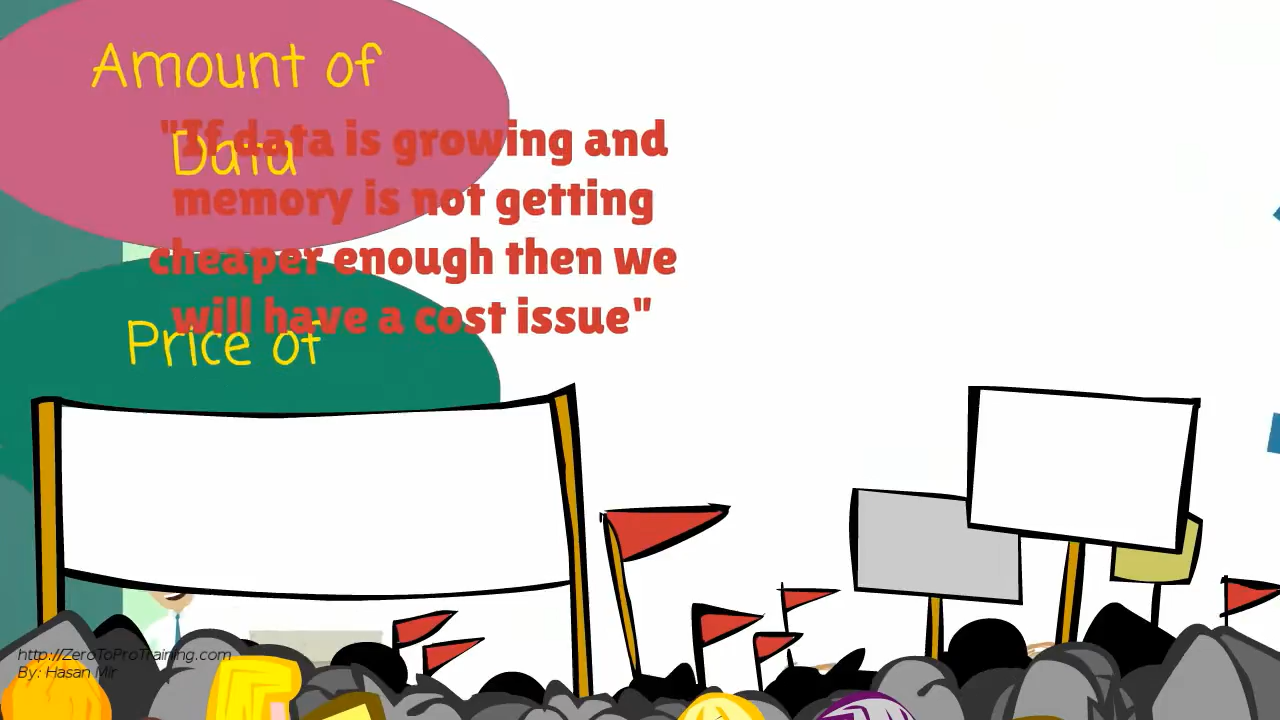 Amount of
Data
"If data is growing and
memory is not getting
cheaper enough then we
will have a cost issue"
Price of
http://ZeroToProTraining.com
By: Hasan Mir